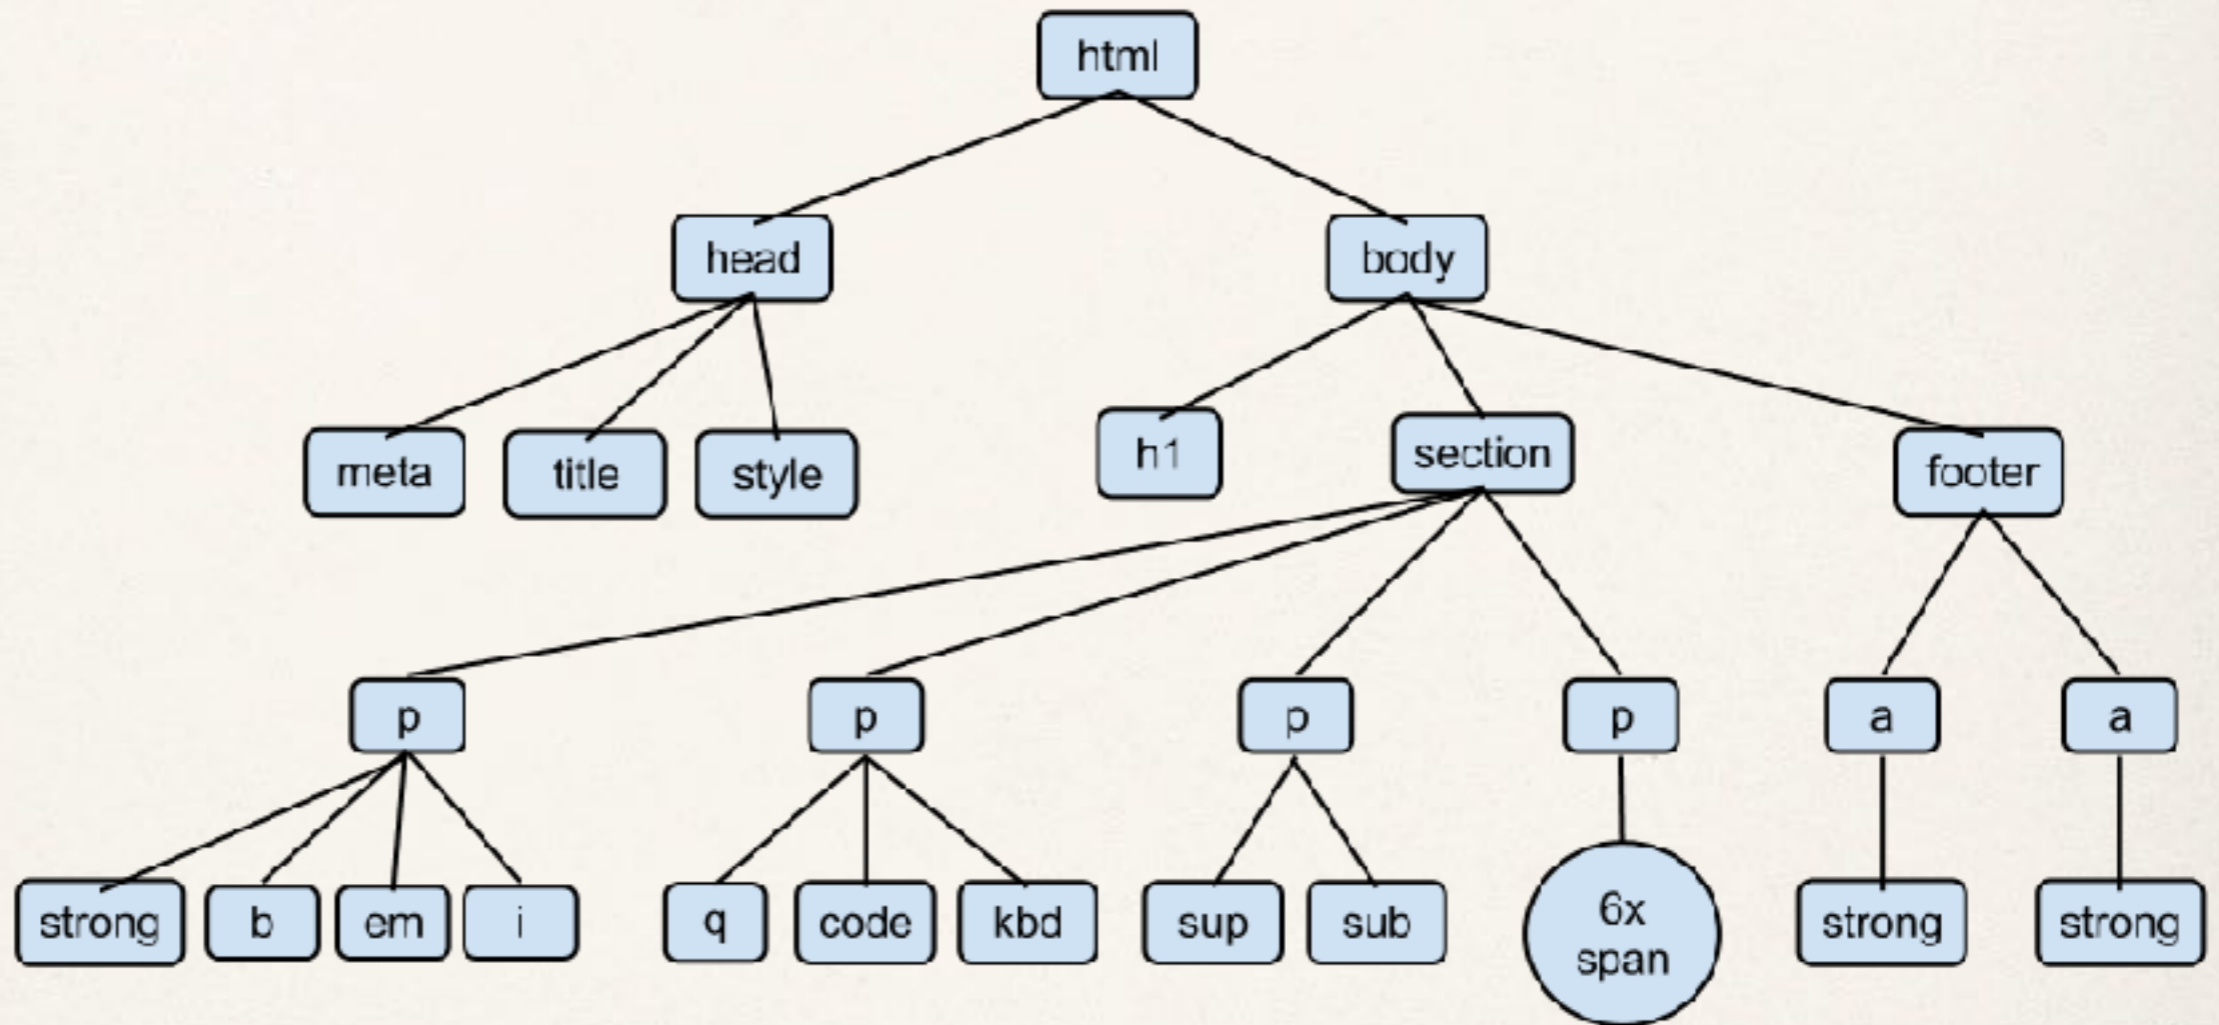 html
head
body
meta
title
style
h1
section
footer
p
p
p
p
a
a
strong
b
em
i
q
code
kbd
sup
sub
6x
span
strong
strong